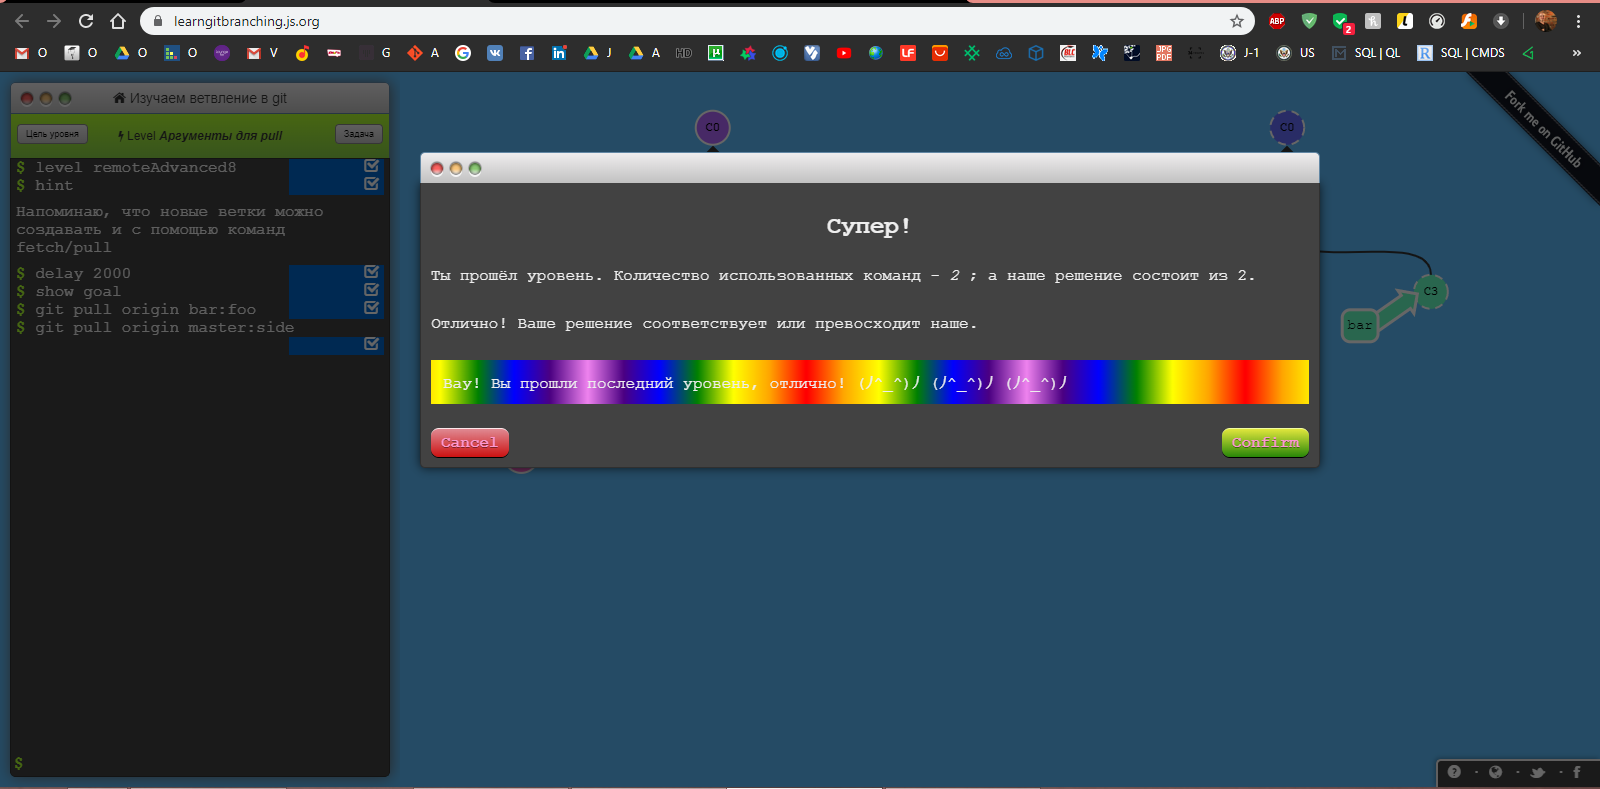 learngitbranching.js.org
ABP
2
O
O
O
O
V
G
A
J
A
HD
J-1
US
SQL | QL
SQL | CMDS
»
Изучаем ветвление в git
Цель уровня
Level Аргументы для pull
Задача
$ level remoteAdvanced8
$ hint
Напоминаю, что новые ветки можно
создавать и с помощью команд
fetch/pull
$ delay 2000
$ show goal
$ git pull origin bar:foo
$ git pull origin master:side
$
C0
C0
Fork me on GitHub
C3
bar
Супер!
Ты прошёл уровень. Количество использованных команд - 2 ; а наше решение состоит из 2.
Отлично! Ваше решение соответствует или превосходит наше.
Вау! Вы прошли последний уровень, отлично! (ﾉ^_^)ﾉ (ﾉ^_^)ﾉ (ﾉ^_^)ﾉ
Cancel
Confirm